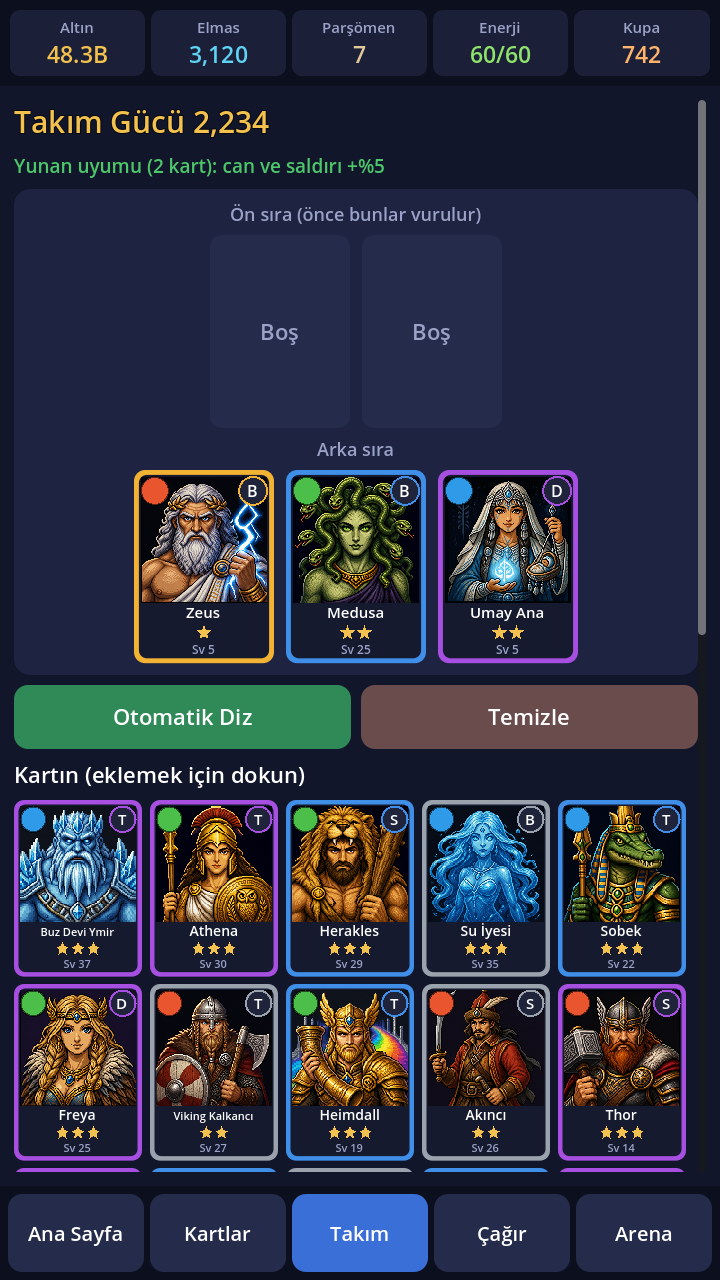 Altın Elmas Parşömen Enerji Kupa
48.3B 3,120 7 60/60 742
Takım Gücü 2,234
Yunan uyumu (2 kart): can ve saldırı +%5
Ön sıra (önce bunlar vurulur)
Boş Boş
Arka sıra
B B D
Zeus Medusa Umay Ana
Sv 5 Sv 25 Sv 5
Otomatik Diz Temizle
Kartın (eklemek için dokun)
T T S B T
Buz Devi Ymir Athena Herakles Su İyesi Sobek
Sv 37 Sv 30 Sv 29 Sv 35 Sv 22
D T T S S
Freya Viking Kalkancı Heimdall Akıncı Thor
Sv 25 Sv 27 Sv 19 Sv 26 Sv 14
Ana Sayfa Kartlar Takım Çağır Arena